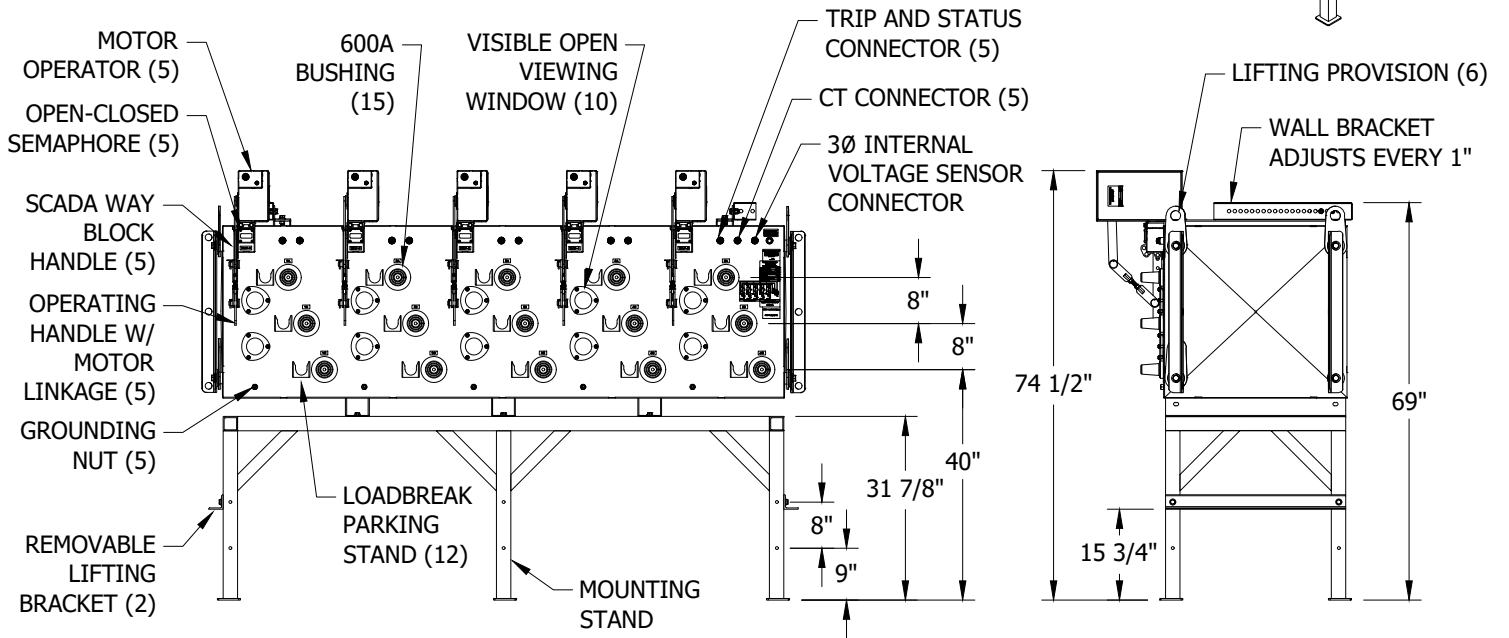 MOTOR
OPERATOR (5)
OPEN-CLOSED
SEMAPHORE (5)
SCADA WAY
BLOCK
HANDLE (5)
OPERATING
HANDLE W/
MOTOR
LINKAGE (5)
GROUNDING
NUT (5)
REMOVABLE
LIFTING
BRACKET (2)
600A
BUSHING
(15)
VISIBLE OPEN
VIEWING
WINDOW (10)
TRIP AND STATUS
CONNECTOR (5)
CT CONNECTOR (5)
3Ø INTERNAL
VOLTAGE SENSOR
CONNECTOR
8"
8"
40"
31 7/8"
8"
9"
LOADBREAK
PARKING
STAND (12)
MOUNTING
STAND
LIFTING PROVISION (6)
WALL BRACKET
ADJUSTS EVERY 1"
74 1/2"
69"
15 3/4"